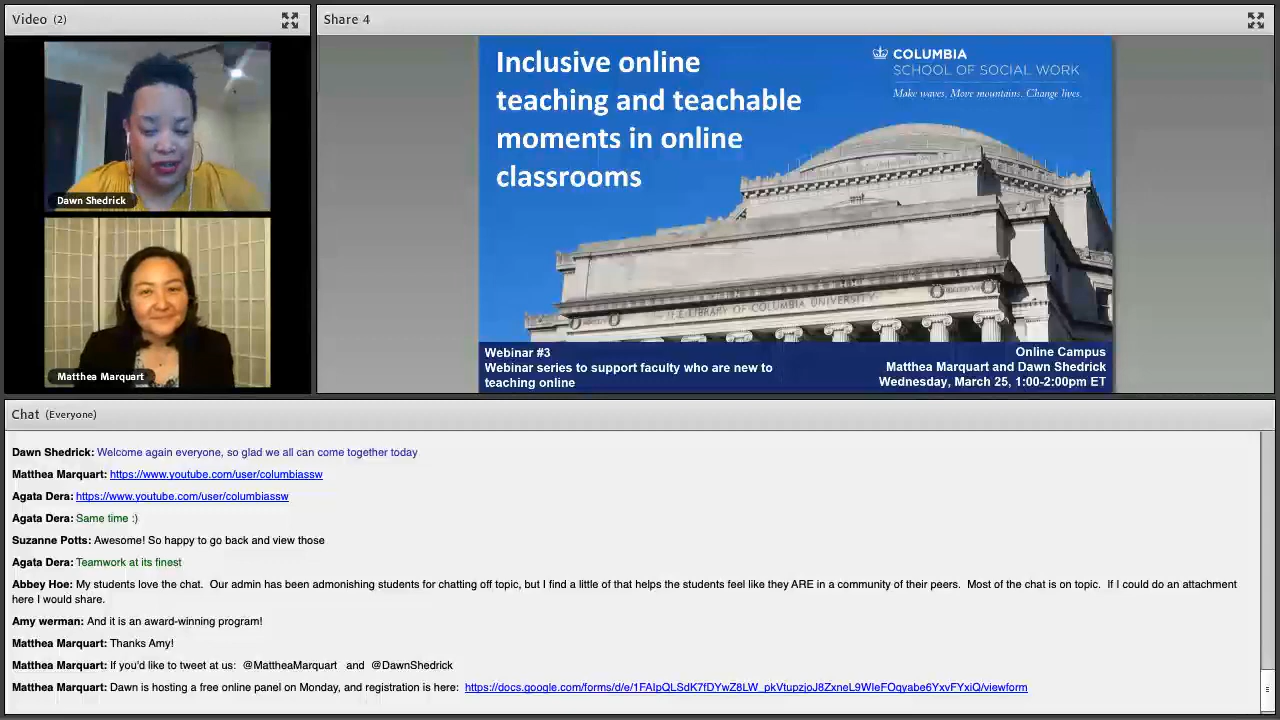 Video (2)
Dawn Shedrick
Matthea Marquart
Share 4
Inclusive online
teaching and teachable
moments in online
classrooms
COLUMBIA
SCHOOL OF SOCIAL WORK
Make waves. Move mountains. Change lives.
THE LIBRARY OF COLUMBIA UNIVERSITY
Webinar #3
Webinar series to support faculty who are new to
teaching online
Online Campus
Matthea Marquart and Dawn Shedrick
Wednesday, March 25, 1:00-2:00pm ET
Chat (Everyone)
Dawn Shedrick: Welcome again everyone, so glad we all can come together today
Matthea Marquart: https://www.youtube.com/user/columbiassw
Agata Dera: https://www.youtube.com/user/columbiassw
Agata Dera: Same time :)
Suzanne Potts: Awesome! So happy to go back and view those
Agata Dera: Teamwork at its finest
Abbey Hoe: My students love the chat.  Our admin has been admonishing students for chatting off topic, but I find a little of that helps the students feel like they ARE in a community of their peers.  Most of the chat is on topic.  If I could do an attachment
here I would share.
Amy werman: And it is an award-winning program!
Matthea Marquart: Thanks Amy!
Matthea Marquart: If you'd like to tweet at us:  @MattheaMarquart   and  @DawnShedrick
Matthea Marquart: Dawn is hosting a free online panel on Monday, and registration is here: